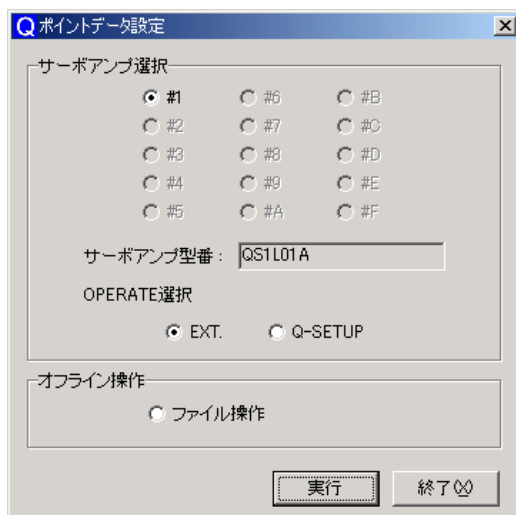 Q ポイントデータ設定
サーボアンプ選択
#1 #6 #B
#2 #7 #C
#3 #8 #D
#4 #9 #E
#5 #A #F
サーボアンプ型番： QS1L01A
OPERATE選択
EXT. Q-SETUP
オフライン操作
ファイル操作
実行 終了(X)